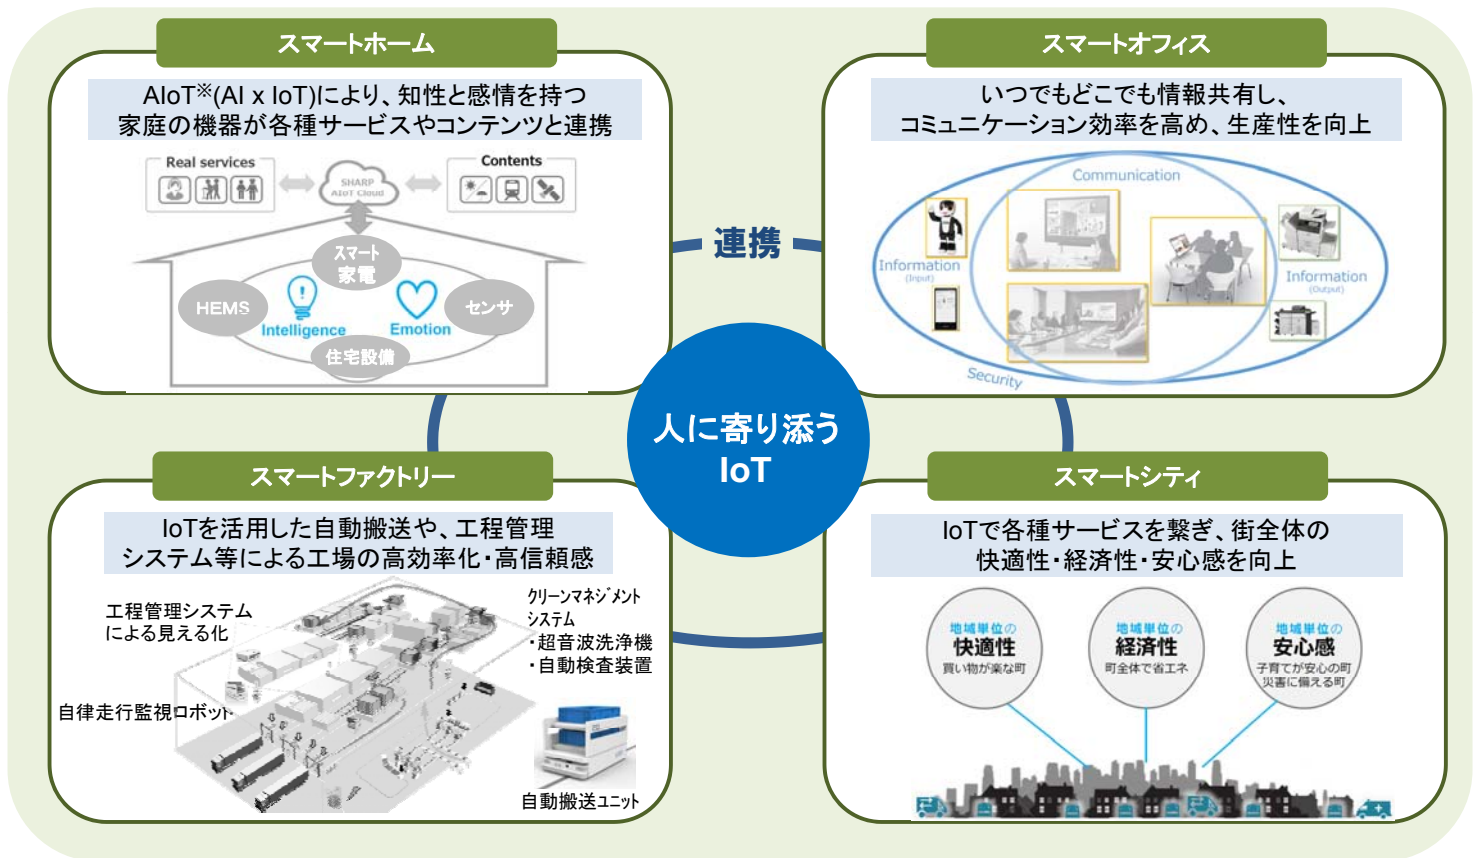 スマートホーム
AIoT※(AI x IoT)により、知性と感情を持つ
家庭の機器が各種サービスやコンテンツと連携
Real services
SHARP
AIoT Cloud
Contents
スマート
家電
HEMS
Intelligence
Emotion
センサ
住宅設備
スマートオフィス
いつでもどこでも情報共有し、
コミュニケーション効率を高め、生産性を向上
Communication
Information
(Input)
Information
(Output)
Security
連携
人に寄り添う
IoT
スマートファクトリー
IoTを活用した自動搬送や、工程管理
システム等による工場の高効率化・高信頼感
工程管理システム
による見える化
クリーンマネジメント
システム
・超音波洗浄機
・自動検査装置
自律走行監視ロボット
自動搬送ユニット
スマートシティ
IoTで各種サービスを繋ぎ、街全体の
快適性・経済性・安心感を向上
地域単位の
快適性
買い物が楽な町
地域単位の
経済性
町全体で省エネ
地域単位の
安心感
子育てが安心の町
災害に備える町